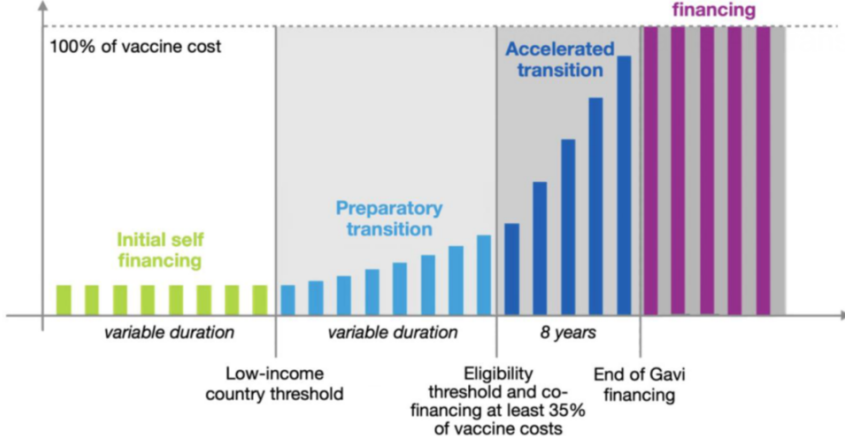 financing
100% of vaccine cost
Accelerated
transition
Preparatory
transition
Initial self
financing
variable duration
variable duration
8 years
Low-income
country threshold
Eligibility
threshold and co-
financing at least 35%
of vaccine costs
End of Gavi
financing